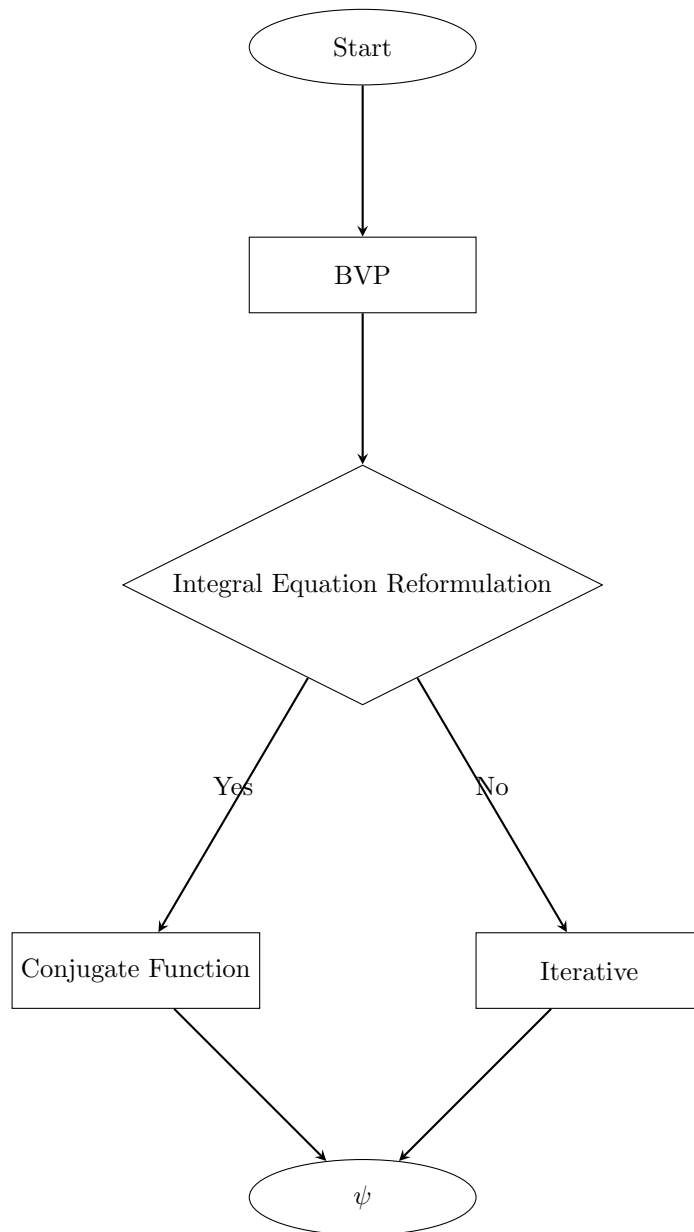 Start
BVP
Integral Equation Reformulation
Yes
No
Conjugate Function
Iterative
ψ